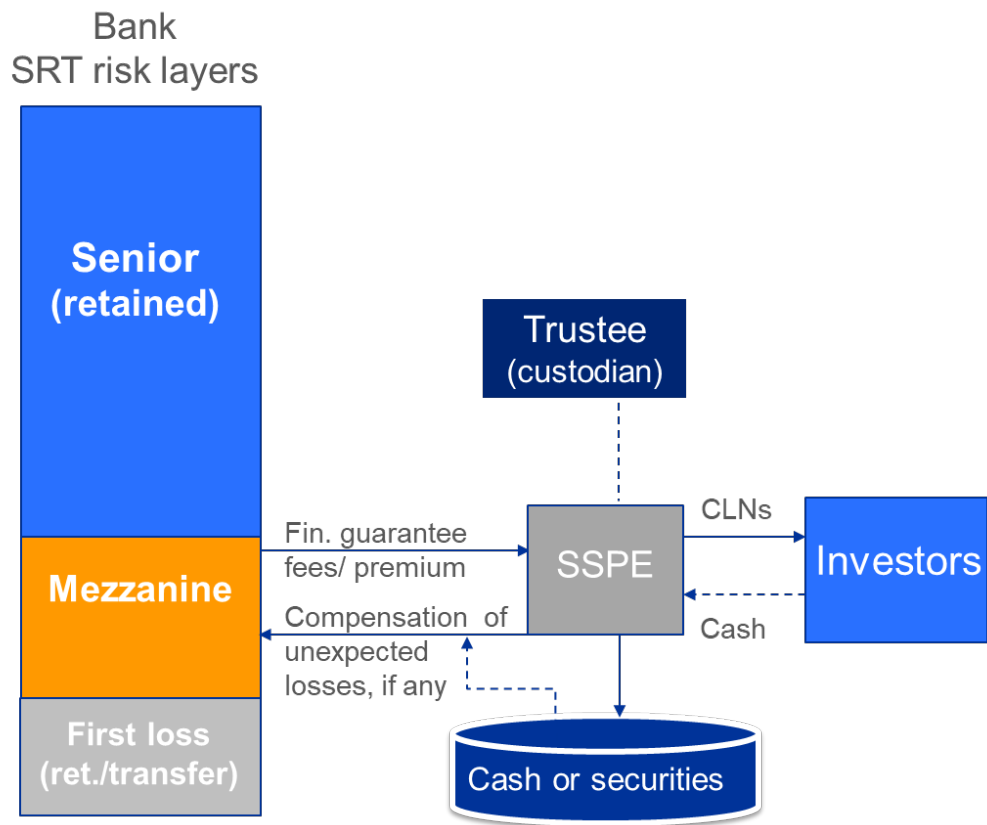 Bank
SRT risk layers
Senior
(retained)
Trustee
(custodian)
Fin. guarantee
fees/ premium
CLNs
SSPE
Investors
Mezzanine
Compensation of
unexpected
losses, if any
Cash
First loss
(ret./transfer)
Cash or securities